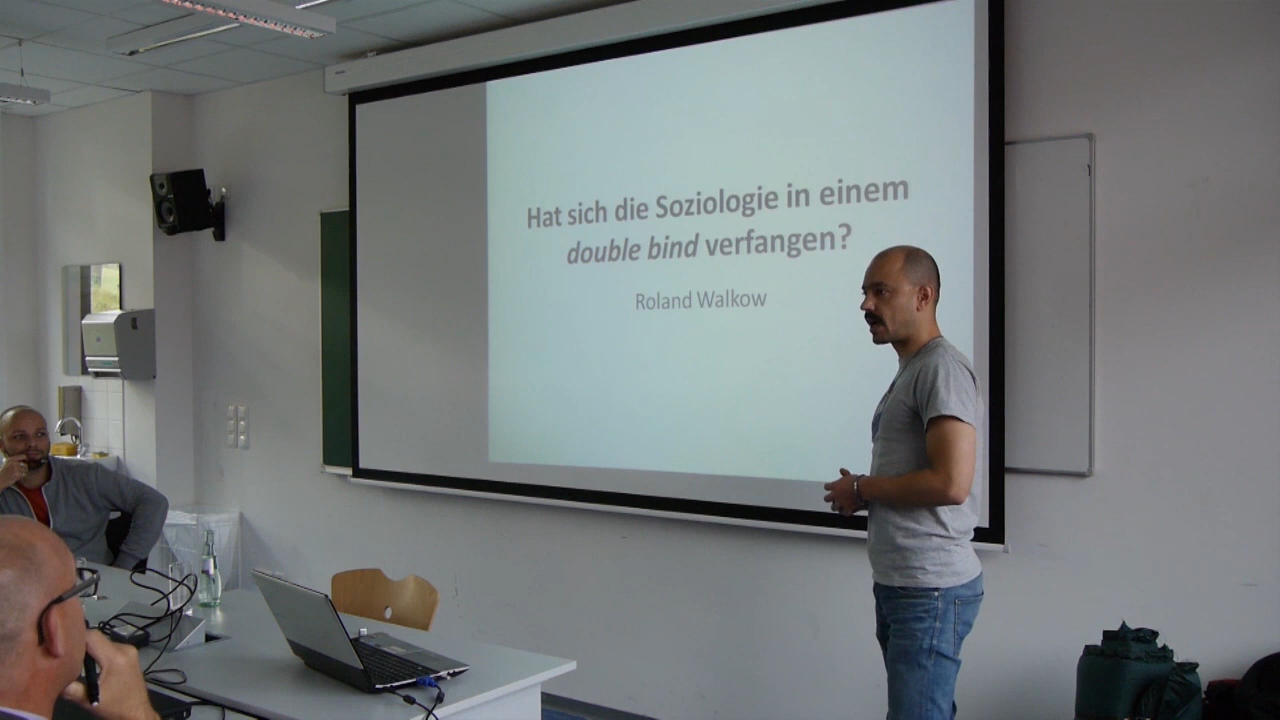 Hat sich die Soziologie in einem
double bind verfangen?
Roland Walkow